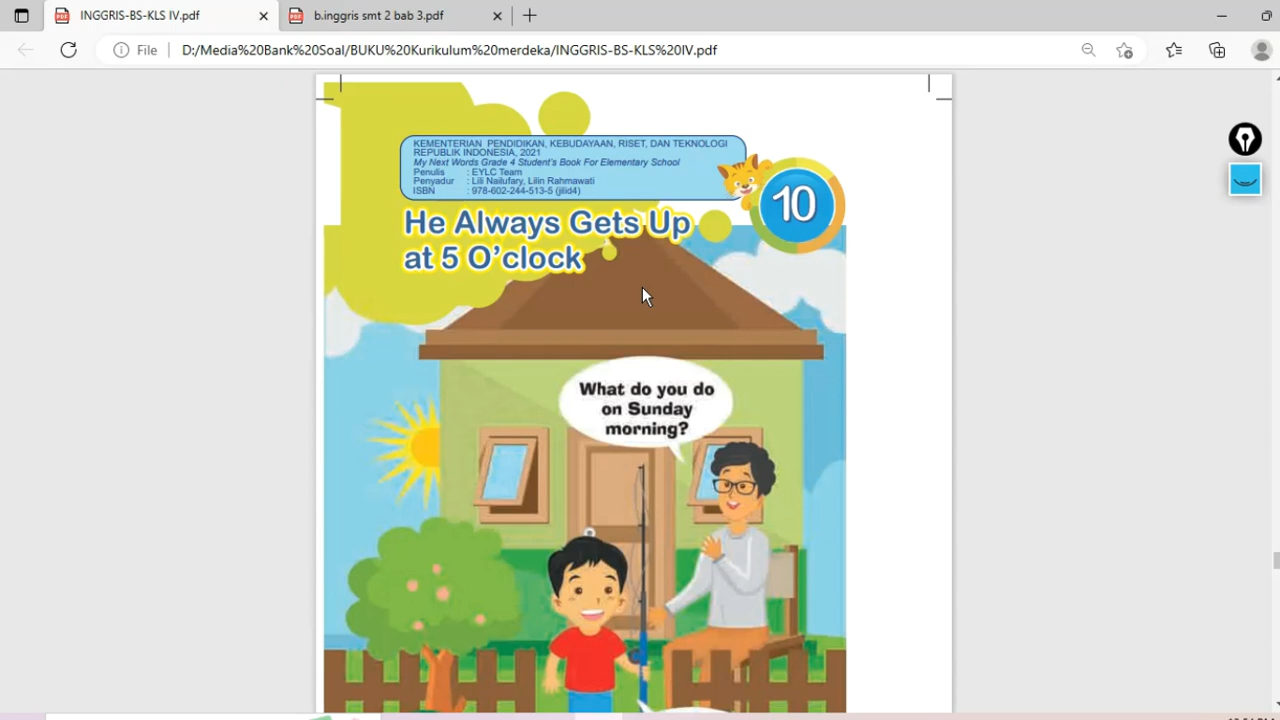 INGGRIS-BS-KLS IV.pdf
b.inggris smt 2 bab 3.pdf
File
D:/Media%20Bank%20Soal/BUKU%20Kurikulum%20merdeka/INGGRIS-BS-KLS%20IV.pdf
KEMENTERIAN PENDIDIKAN, KEBUDAYAAN, RISET, DAN TEKNOLOGI
REPUBLIK INDONESIA, 2021
My Next Words Grade 4 Student's Book For Elementary School
Penulis : EYLC Team
Penyadur : Lili Nailufary, Lilin Rahmawati
ISBN : 978-602-244-513-5 (jilid4)
10
He Always Gets Up
at 5 O'clock
What do you do
on Sunday
morning?